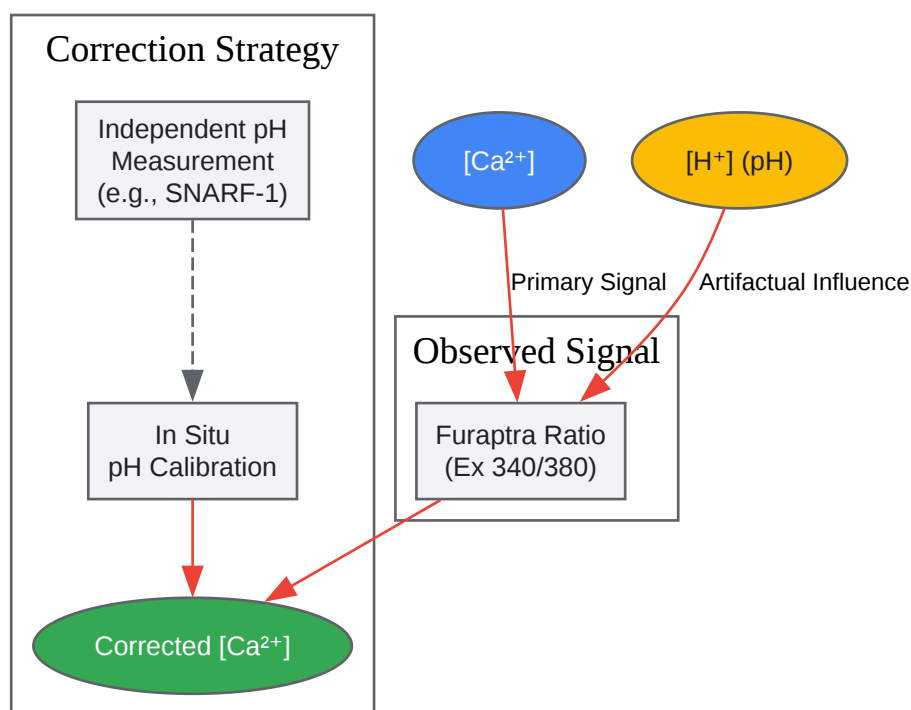 Correction Strategy
Independent pH
Measurement
(e.g., SNARF-1)
[Ca²⁺]
[H⁺] (pH)
Primary Signal
Artifactual Influence
Observed Signal
In Situ
pH Calibration
Furaptra Ratio
(Ex 340/380)
Corrected [Ca²⁺]